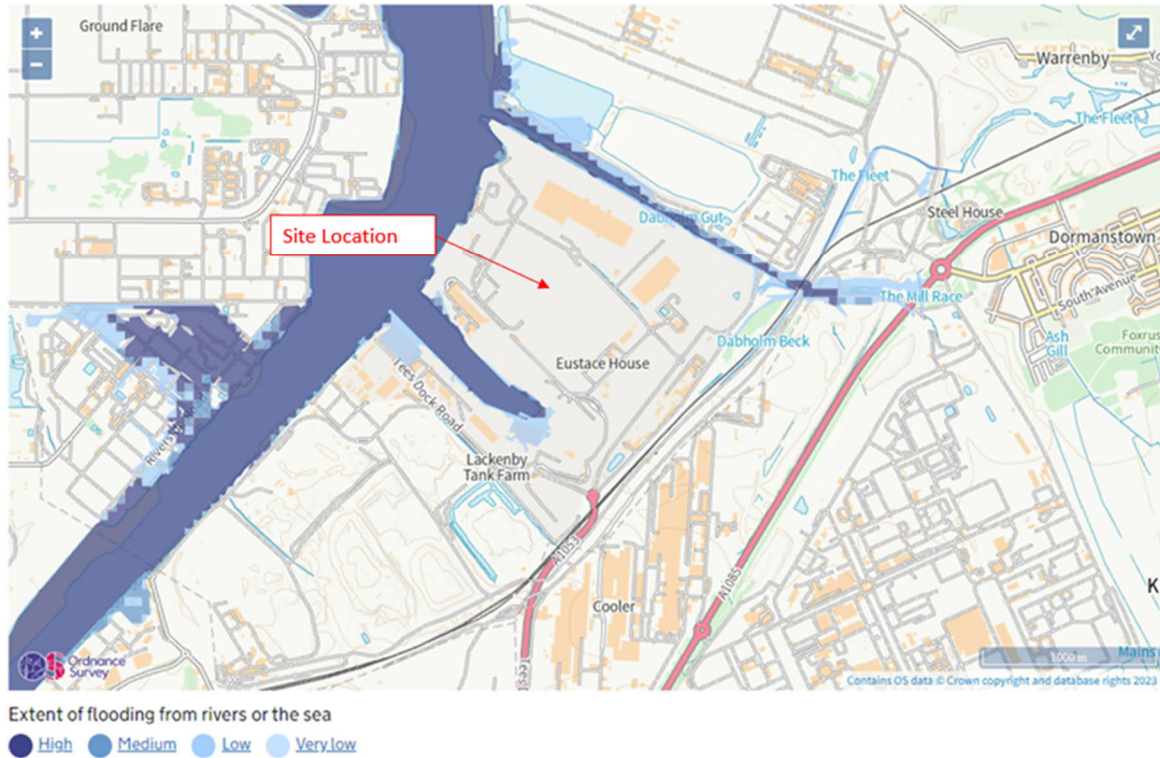 +
−
Ground Flare
Warrenby
The Fleet
The Fleet
Steel House
Dormanstown
South Avenue
Site Location
Dabholm Gut
The Mill Race
Ash
Gill
Foxrus
Community
Dabholm Beck
Eustace House
Tees Dock Road
Lackenby
Tank Farm
A1053
A1085
Cooler
K
Tees
Mains
Ordnance
Survey
1000 m
Contains OS data © Crown copyright and database rights 2023
Extent of flooding from rivers or the sea
High
Medium
Low
Very low